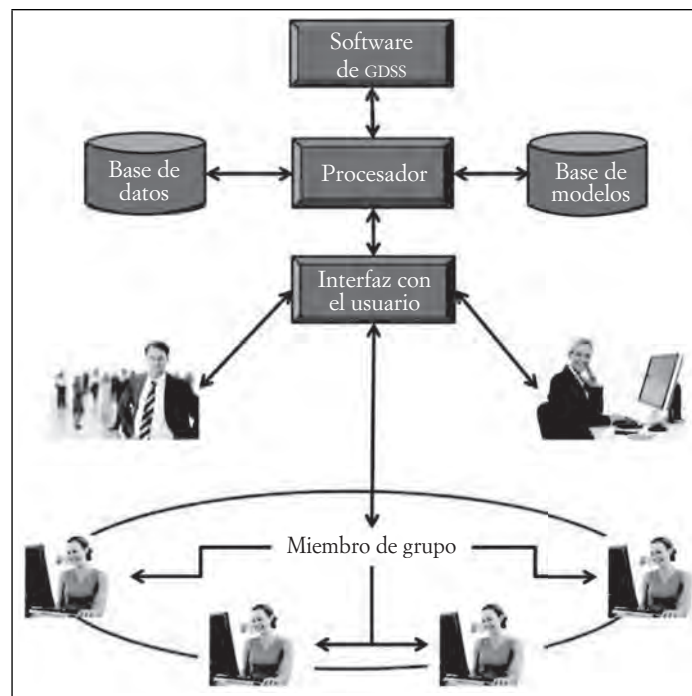 Software
de GDSS
Base de
datos
Procesador
Base de
modelos
Interfaz con
el usuario
Miembro de grupo